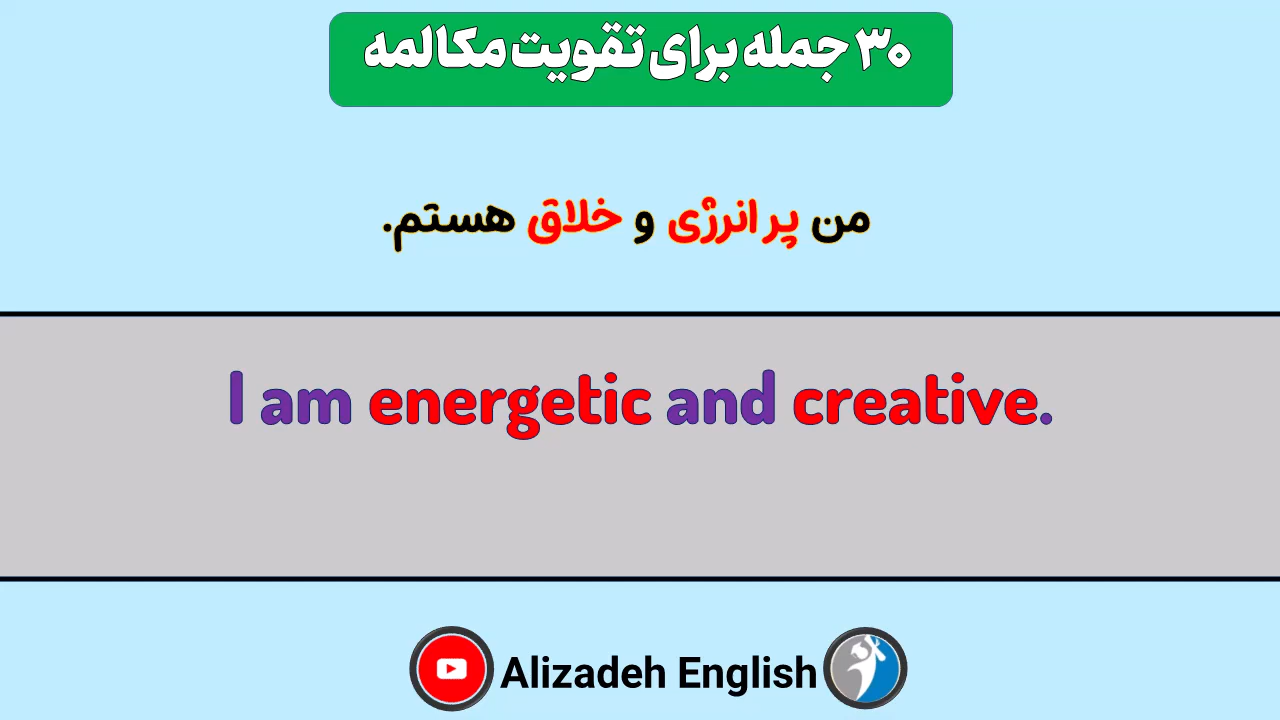 ۳۰ جمله برای تقویت مکالمه
من پر انرژی و خلاق هستم.
I am energetic and creative.
Alizadeh English